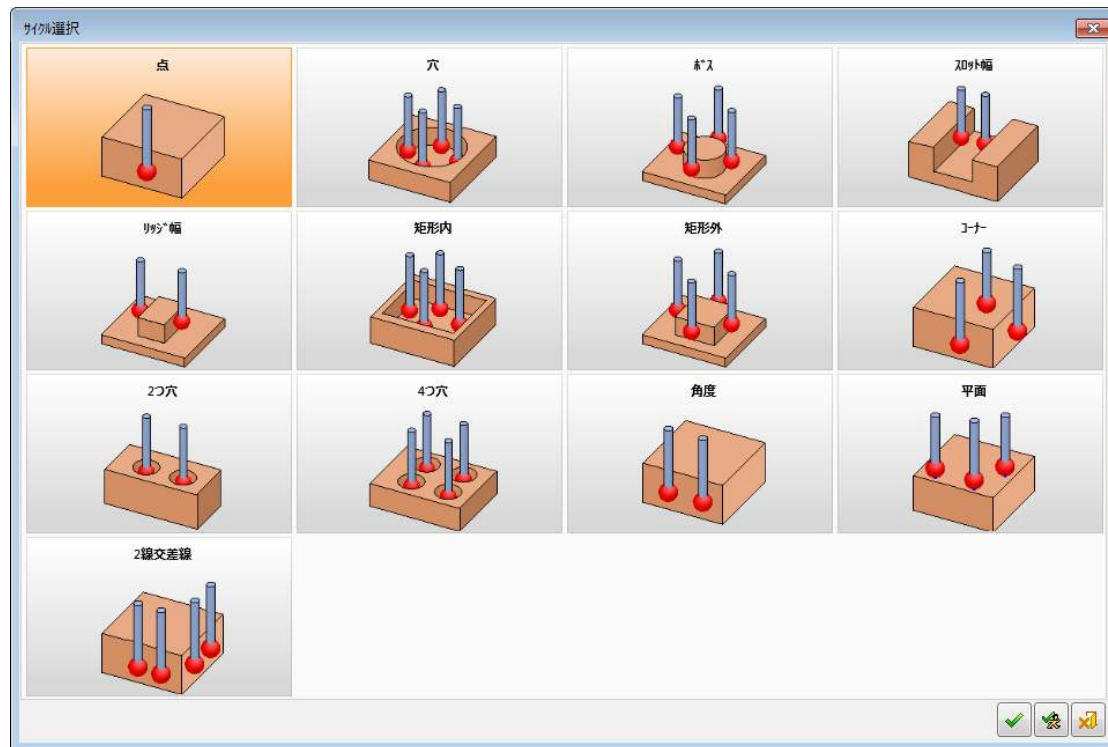 ｻｲｸﾙ選択
点
穴
ﾎﾞｽ
ｽﾛｯﾄ幅
ﾘｯｼﾞ幅
矩形内
矩形外
ｺｰﾅｰ
2つ穴
4つ穴
角度
平面
2線交差線